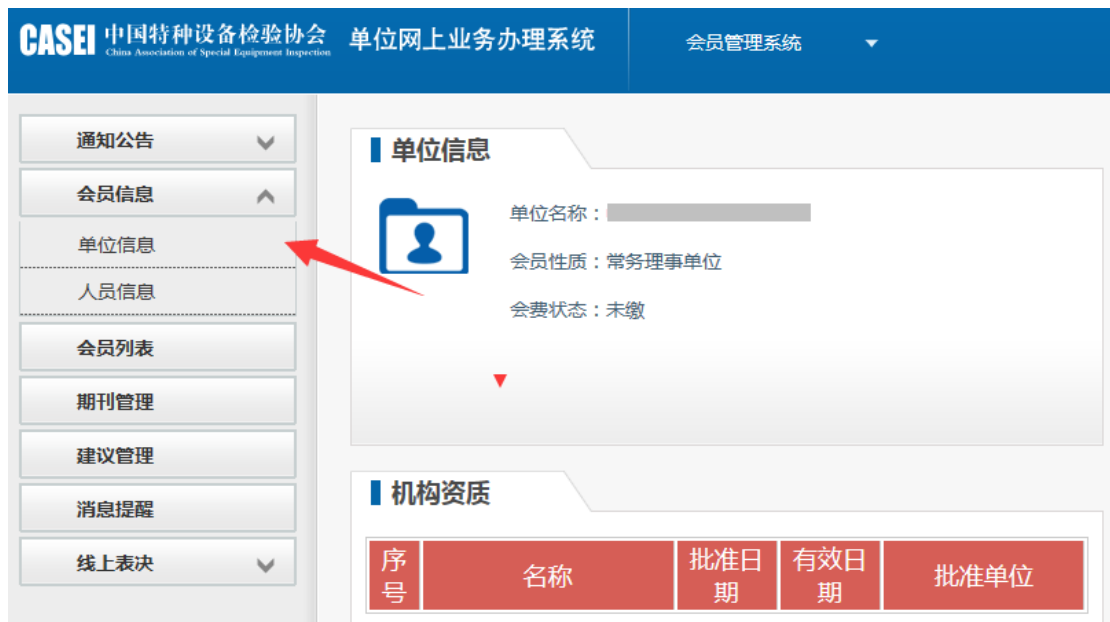 CASEI 中国特种设备检验协会 单位网上业务办理系统 会员管理系统
China Association of Special Equipment Inspection
通知公告
会员信息
单位信息
人员信息
会员列表
期刊管理
建议管理
消息提醒
线上表决
单位信息
单位名称：
会员性质：常务理事单位
会费状态：未缴
机构资质
序号 名称 批准日期 有效日期 批准单位